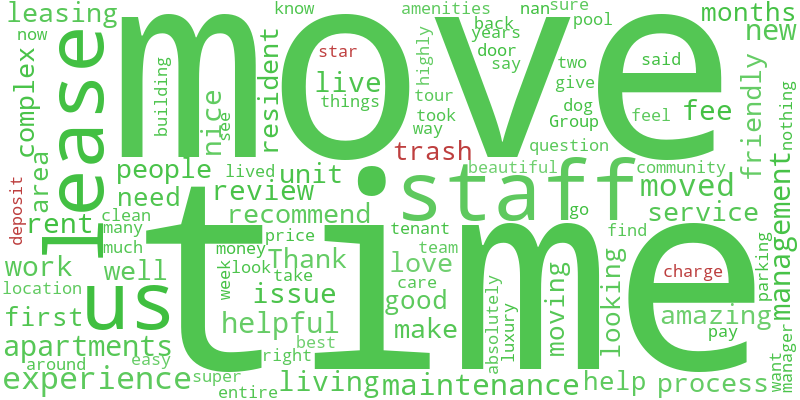 leasing
know
amenities
nan
sure
months
move
back
pool
new
now
years
star
door
say
two
said
lease
complex
building
nice
see
resident
live
things
highly
tour
took
way
give
dog
Group
feel
fee
friendly
nothing
question
trash
area
people
lived
unit
staff
beautiful
community
moved
deposit
need
review
management
rent
clean
recommend
go
service
many
time
price
tenant
find
much
money
team
work
well
week
look
Thank
take
love
care
charge
parking
location
us
issue
good
absolutely
luxury
moving
looking
amazing
first
helpful
make
pay
manager
apartments
easy
right
best
want
around
experience
super
entire
living
maintenance
help
process